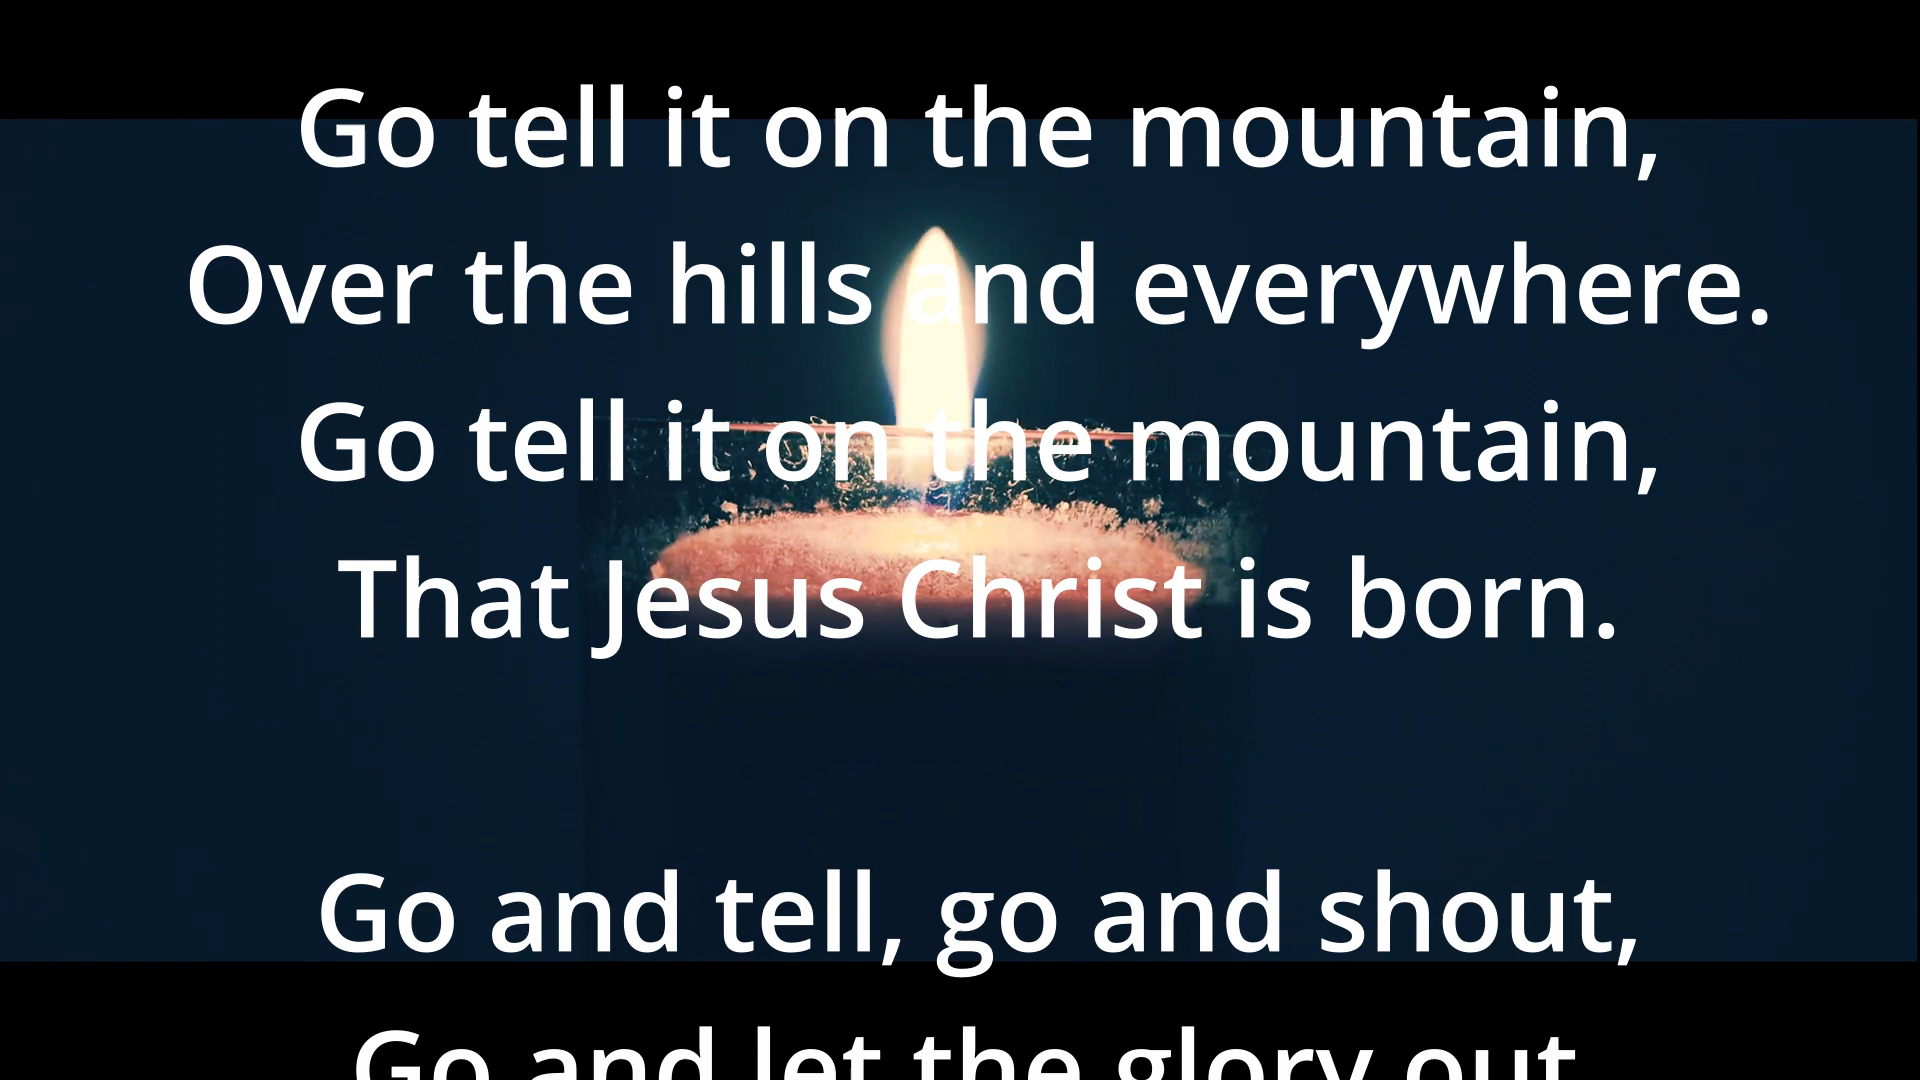 Go tell it on the mountain,
Over the hills and everywhere.
Go tell it on the mountain,
That Jesus Christ is born.
Go and tell, go and shout,
Go and let the glory out